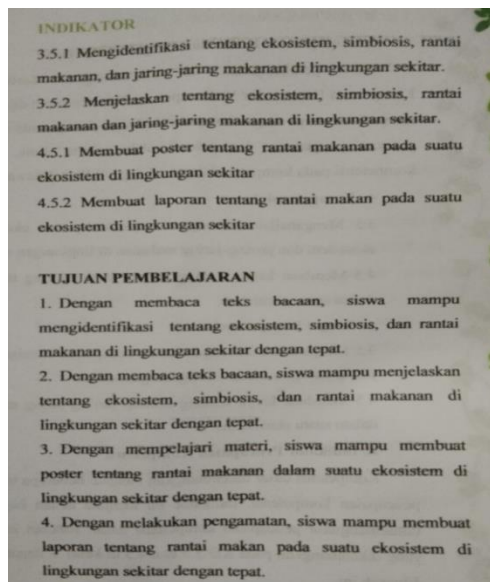 INDIKATOR
3.5.1 Mengidentifikasi tentang ekosistem, simbiosis, rantai
makanan, dan jaring-jaring makanan di lingkungan sekitar.
3.5.2 Menjelaskan tentang ekosistem, simbiosis, rantai
makanan dan jaring-jaring makanan di lingkungan sekitar.
4.5.1 Membuat poster tentang rantai makanan pada suatu
ekosistem di lingkungan sekitar
4.5.2 Membuat laporan tentang rantai makan pada suatu
ekosistem di lingkungan sekitar
TUJUAN PEMBELAJARAN
1. Dengan membaca teks bacaan, siswa mampu
mengidentifikasi tentang ekosistem, simbiosis, dan rantai
makanan di lingkungan sekitar dengan tepat.
2. Dengan membaca teks bacaan, siswa mampu menjelaskan
tentang ekosistem, simbiosis, dan rantai makanan di
lingkungan sekitar dengan tepat.
3. Dengan mempelajari materi, siswa mampu membuat
poster tentang rantai makanan dalam suatu ekosistem di
lingkungan sekitar dengan tepat.
4. Dengan melakukan pengamatan, siswa mampu membuat
laporan tentang rantai makan pada suatu ekosistem di
lingkungan sekitar dengan tepat.